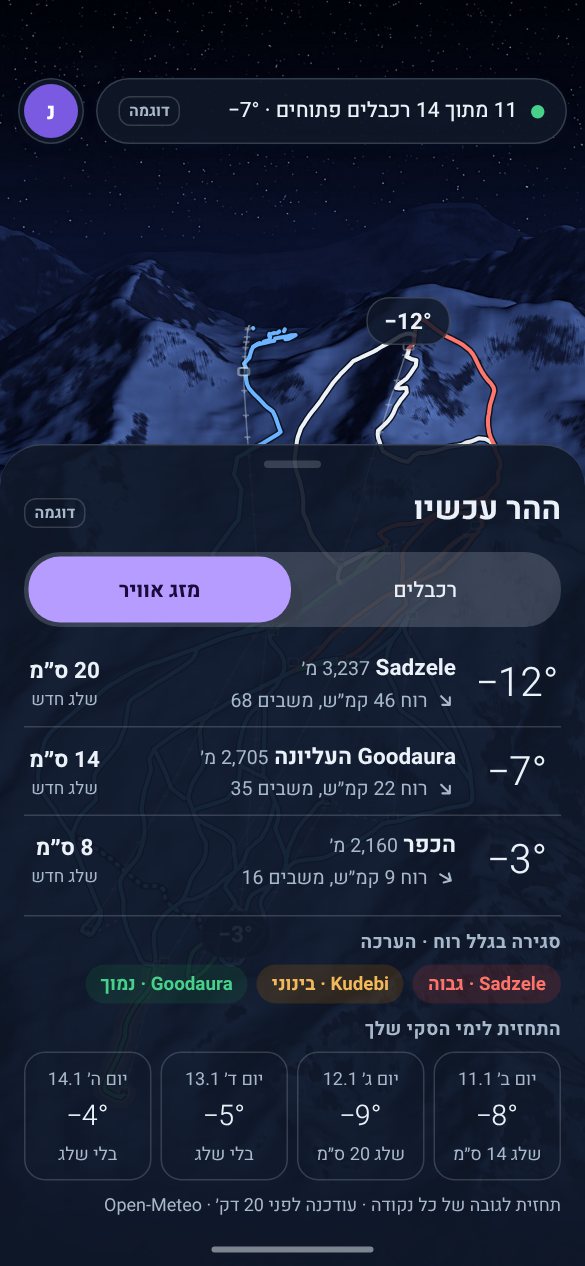 11 מתוך 14 רכבלים פתוחים · −7°
דוגמה
נ
−12°
ההר עכשיו
דוגמה
רכבלים
מזג אוויר
−12°
Sadzele 3,237 מ׳
↘ רוח 46 קמ״ש, משבים 68
20 ס״מ
שלג חדש
−7°
Goodaura העליונה 2,705 מ׳
↘ רוח 22 קמ״ש, משבים 35
14 ס״מ
שלג חדש
−3°
הכפר 2,160 מ׳
↘ רוח 9 קמ״ש, משבים 16
8 ס״מ
שלג חדש
−3°
סגירה בגלל רוח · הערכה
Sadzele · גבוה
Kudebi · בינוני
Goodaura · נמוך
התחזית לימי הסקי שלך
יום ב׳ 11.1
−8°
שלג 14 ס״מ
יום ג׳ 12.1
−9°
שלג 20 ס״מ
יום ד׳ 13.1
−5°
בלי שלג
יום ה׳ 14.1
−4°
בלי שלג
תחזית לגובה של כל נקודה · עודכנה לפני 20 דק׳ · Open-Meteo